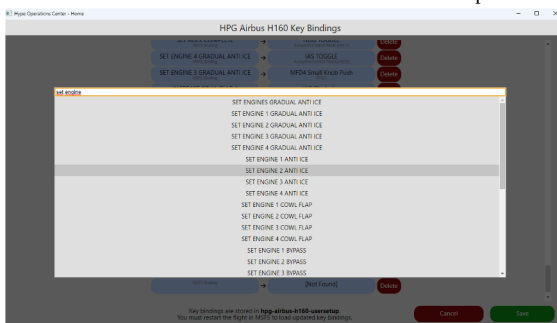 Hype Operations Center - Home
HPG Airbus H160 Key Bindings
Delete
SET ENGINE 4 GRADUAL ANTI ICE → IAS TOGGLE Delete
SET ENGINE 3 GRADUAL ANTI ICE → MFD4 Small Knob Push Delete
set engine
SET ENGINES GRADUAL ANTI ICE
SET ENGINE 1 GRADUAL ANTI ICE
SET ENGINE 2 GRADUAL ANTI ICE
SET ENGINE 3 GRADUAL ANTI ICE
SET ENGINE 4 GRADUAL ANTI ICE
SET ENGINE 1 ANTI ICE
SET ENGINE 2 ANTI ICE
SET ENGINE 3 ANTI ICE
SET ENGINE 4 ANTI ICE
SET ENGINE 1 COWL FLAP
SET ENGINE 2 COWL FLAP
SET ENGINE 3 COWL FLAP
SET ENGINE 4 COWL FLAP
SET ENGINE 1 BYPASS
SET ENGINE 2 BYPASS
SET ENGINE 3 BYPASS
→ [Not Found] Delete
Key bindings are stored in hpg-airbus-h160-usersetup.
You must restart the flight in MSFS to load updated key bindings.
Cancel Save